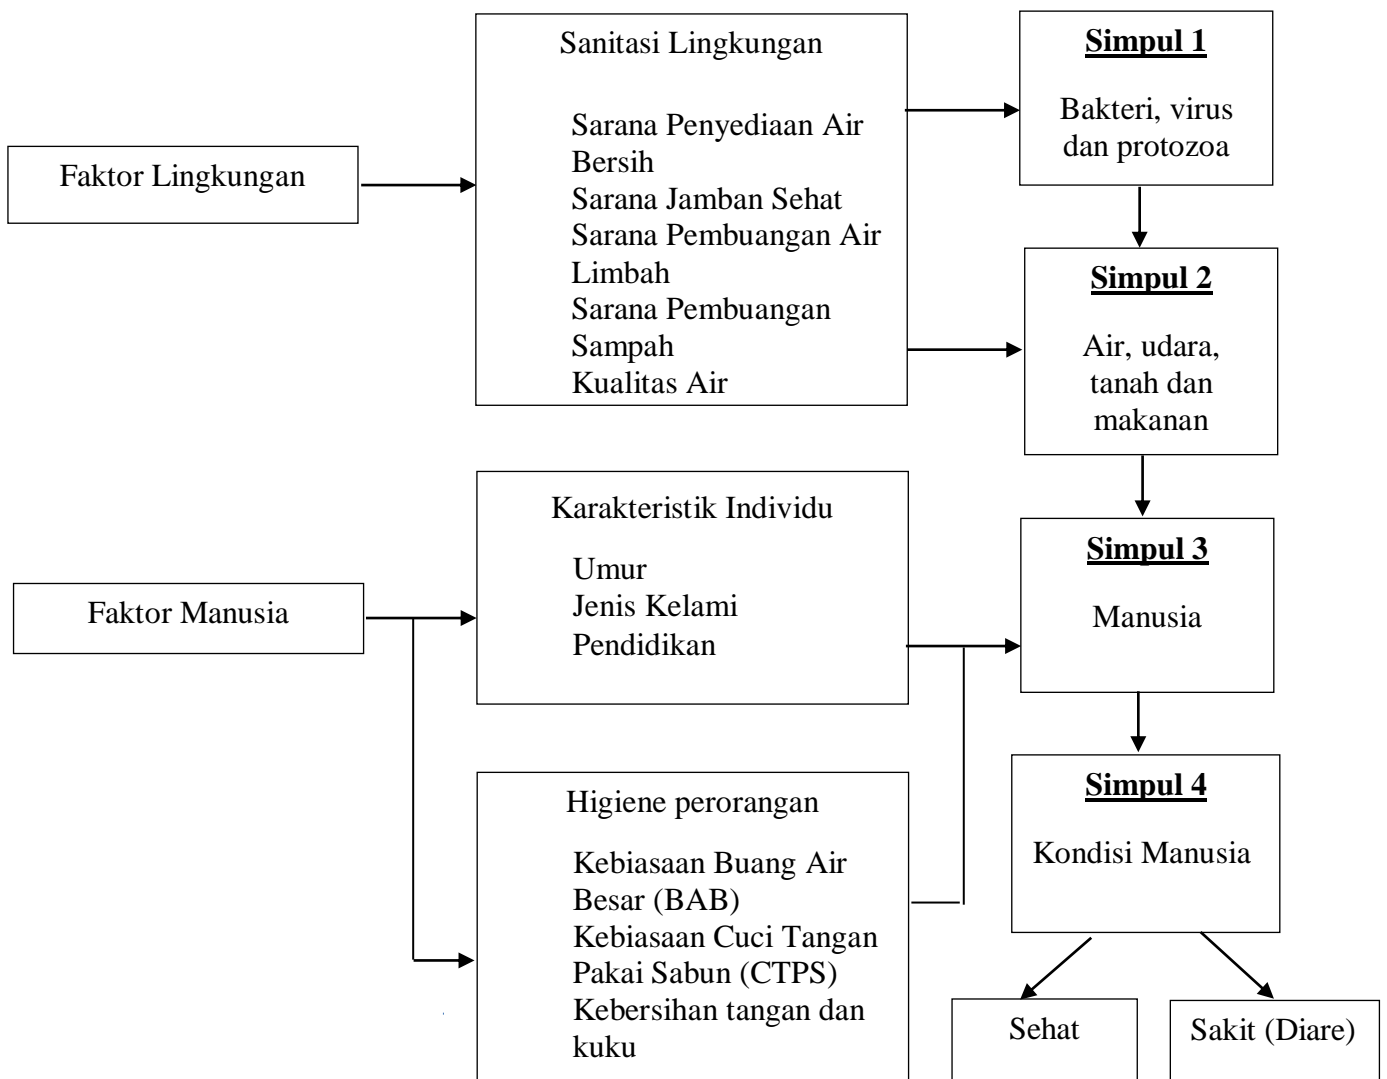 Faktor Lingkungan
Sanitasi Lingkungan
Sarana Penyediaan Air
Bersih
Sarana Jamban Sehat
Sarana Pembuangan Air
Limbah
Sarana Pembuangan
Sampah
Kualitas Air
Simpul 1
Bakteri, virus
dan protozoa
Simpul 2
Air, udara,
tanah dan
makanan
Faktor Manusia
Karakteristik Individu
Umur
Jenis Kelami
Pendidikan
Higiene perorangan
Kebiasaan Buang Air
Besar (BAB)
Kebiasaan Cuci Tangan
Pakai Sabun (CTPS)
Kebersihan tangan dan
kuku
Simpul 3
Manusia
Simpul 4
Kondisi Manusia
Sehat
Sakit (Diare)